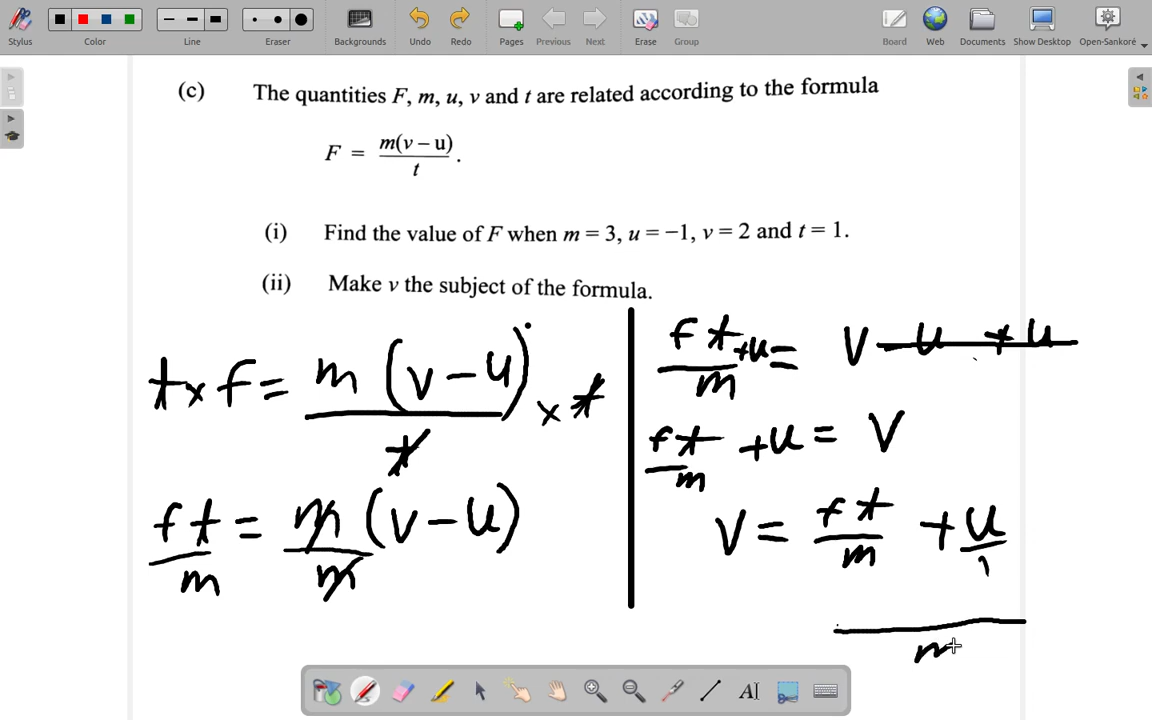 Stylus Color Line Eraser Backgrounds Undo Redo Pages Previous Next Erase Group Board Web Documents Show Desktop Open-Sankoré
(c) The quantities F, m, u, v and t are related according to the formula
F = m(v – u)/t .
(i) Find the value of F when m = 3, u = −1, v = 2 and t = 1.
(ii) Make v the subject of the formula.
t x f = m (v - u) / t x t
ft / m = m (v - u) / m
ft / m + u = v - u + u
ft / m + u = v
v = ft / m + u / 1
m
AI